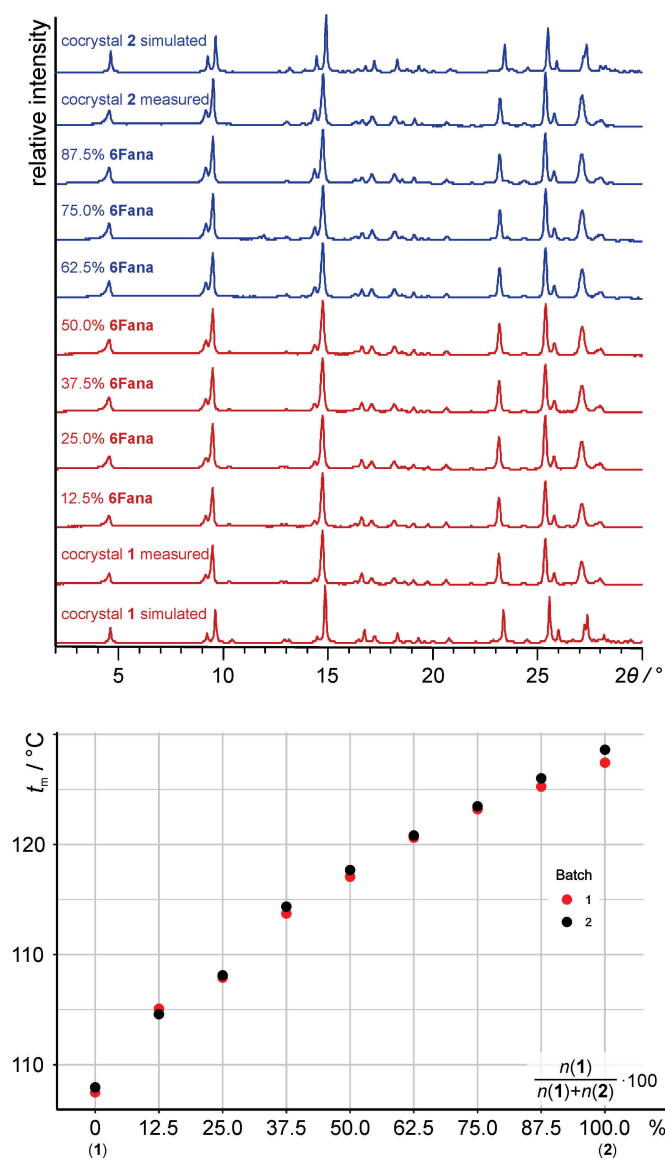 relative intensity
cocrystal 2 simulated
cocrystal 2 measured
87.5% 6Fana
75.0% 6Fana
62.5% 6Fana
50.0% 6Fana
37.5% 6Fana
25.0% 6Fana
12.5% 6Fana
cocrystal 1 measured
cocrystal 1 simulated
5 10 15 20 25 2θ/°
tm / °C
120
110
110
Batch
1
2
n(1)
n(1)+n(2) ·100
0 12.5 25.0 37.5 50.0 62.5 75.0 87.5 100.0 %
(1) (2)